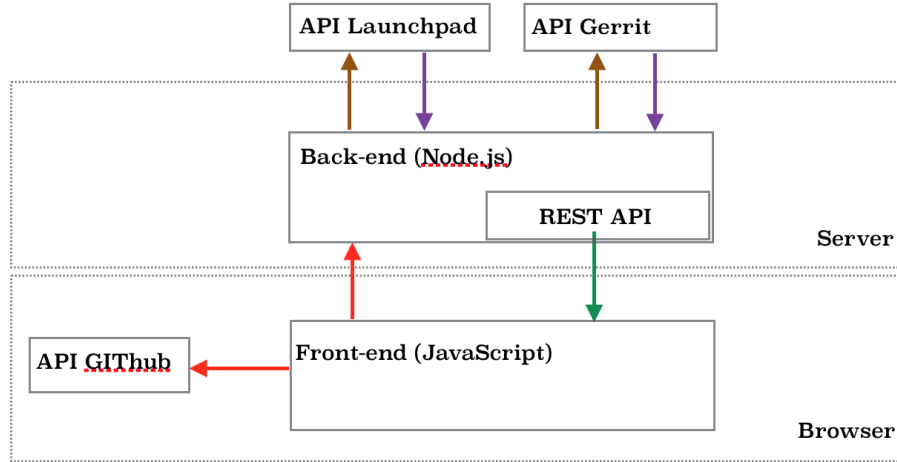 API Launchpad
API Gerrit
Back-end (Node.js)
REST API
Server
Front-end (JavaScript)
API GIThub
Browser